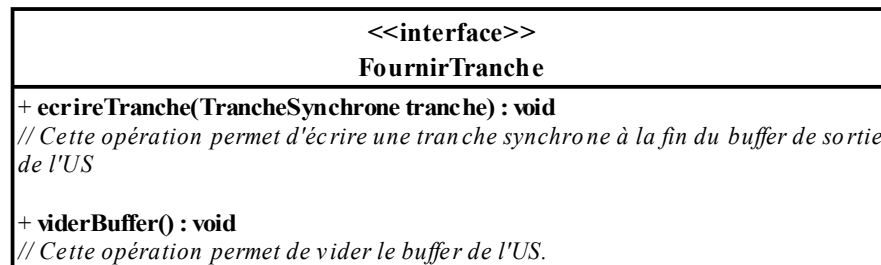 <<interface>>
FournirTranche
+ ecrireTranche(TrancheSynchrone tranche) : void
// Cette opération permet d'écrire une tranche synchrone à la fin du buffer de sortie
de l'US
+ viderBuffer() : void
// Cette opération permet de vider le buffer de l'US.